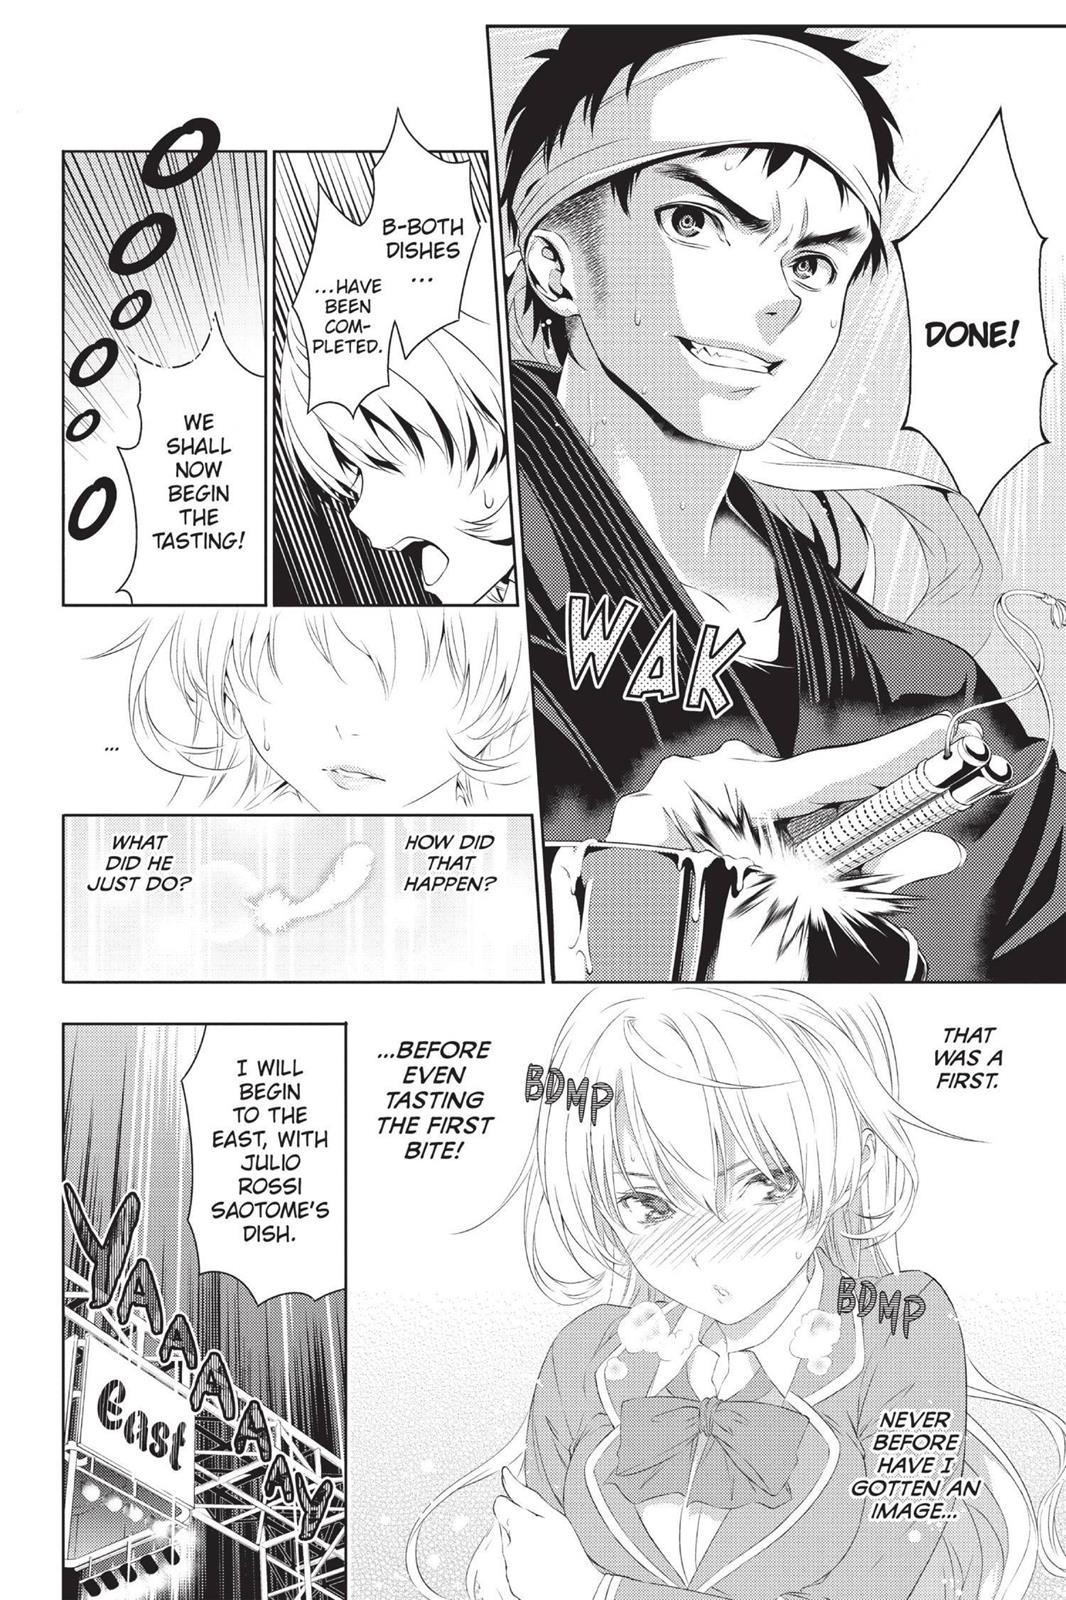 DONE!
WAK
B-BOTH
DISHES
...
...HAVE
BEEN
COM-
PLETED.
WE
SHALL
NOW
BEGIN
THE
TASTING!
OOOOOO
...
HOW DID
THAT
HAPPEN?
WHAT
DID HE
JUST DO?
THAT
WAS A
FIRST.
NEVER
BEFORE
HAVE I
GOTTEN AN
IMAGE...
BDMP
BDMP
...BEFORE
EVEN
TASTING
THE FIRST
BITE!
I WILL
BEGIN
TO THE
EAST, WITH
JULIO
ROSSI
SAOTOME'S
DISH.
YAAAAAAAY
East